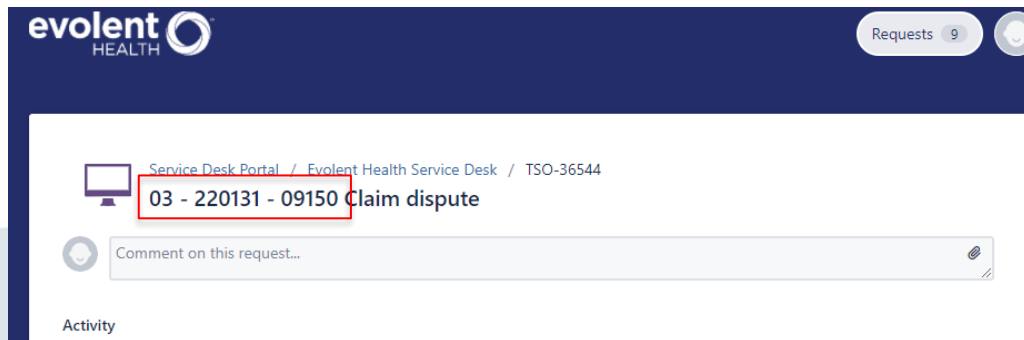 evolent
HEALTH
Requests 9
Service Desk Portal / Evolent Health Service Desk / TSO-36544
03 - 220131 - 09150 Claim dispute
Comment on this request...
Activity